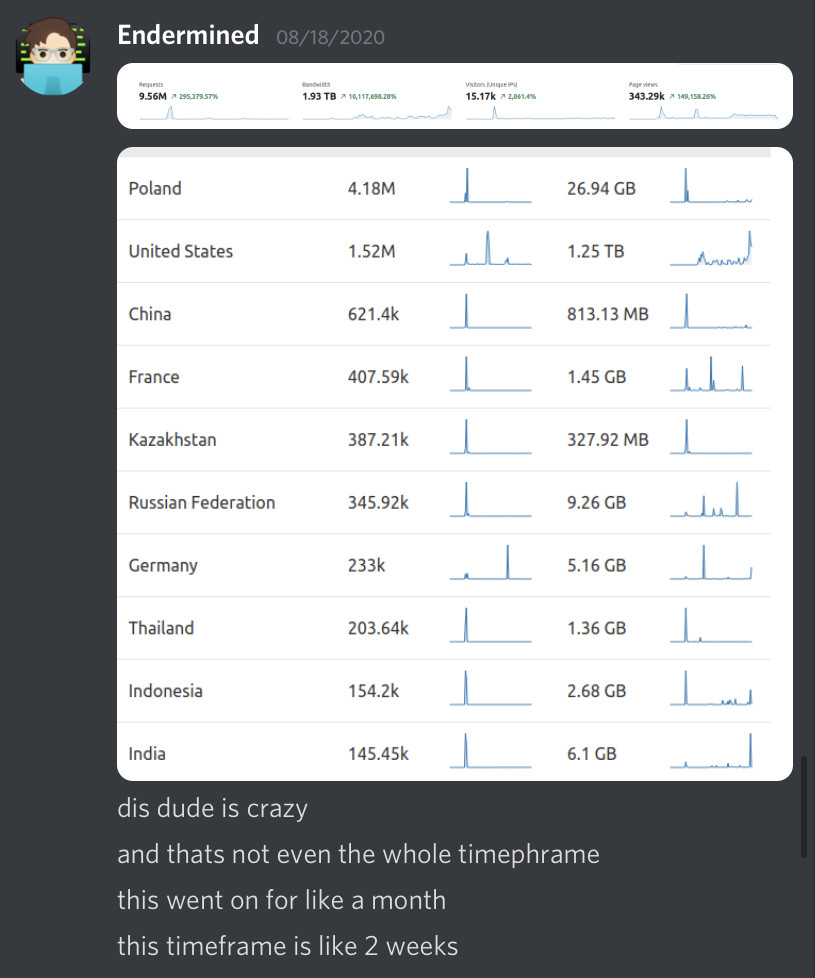 Endermined 08/18/2020
Requests Bandwidth Visitors (Unique IPs) Page views
9.56M ↗ 295,379.57% 1.93 TB ↗ 16,117,698.28% 15.17k ↗ 2,061.4% 343.29k ↗ 149,158.26%
Poland 4.18M 26.94 GB
United States 1.52M 1.25 TB
China 621.4k 813.13 MB
France 407.59k 1.45 GB
Kazakhstan 387.21k 327.92 MB
Russian Federation 345.92k 9.26 GB
Germany 233k 5.16 GB
Thailand 203.64k 1.36 GB
Indonesia 154.2k 2.68 GB
India 145.45k 6.1 GB
dis dude is crazy
and thats not even the whole timephrame
this went on for like a month
this timeframe is like 2 weeks